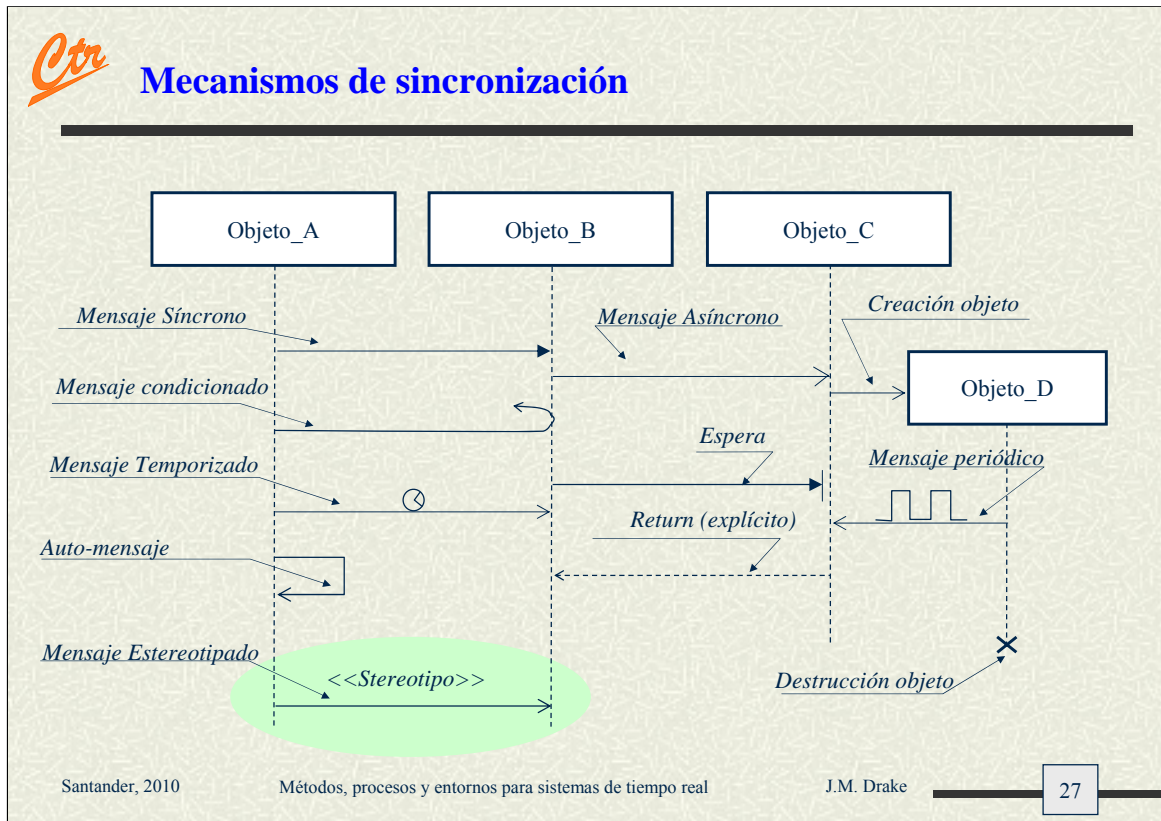 Ctr
Mecanismos de sincronización
Objeto_A
Objeto_B
Objeto_C
Mensaje Síncrono
Mensaje Asíncrono
Creación objeto
Mensaje condicionado
Objeto_D
Espera
Mensaje Temporizado
Mensaje periódico
Return (explícito)
Auto-mensaje
Mensaje Estereotipado
<<Stereotipo>>
Destrucción objeto
Santander, 2010
Métodos, procesos y entornos para sistemas de tiempo real
J.M. Drake
27